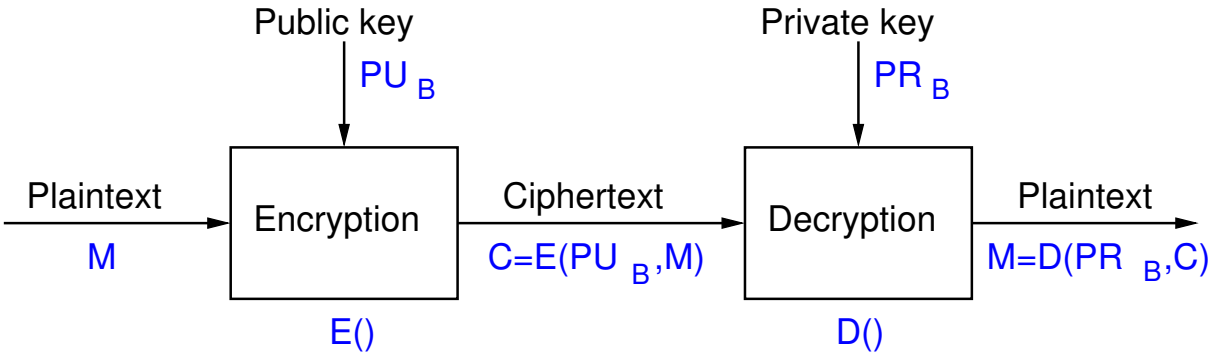 Public key
Private key
PU B
PR B
Plaintext
Encryption
Ciphertext
Decryption
Plaintext
M
C=E(PU B,M)
M=D(PR B,C)
E()
D()